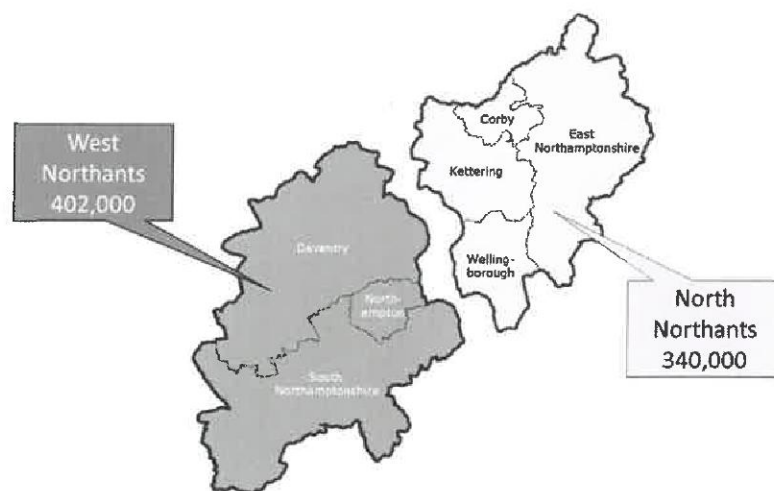 West
Northants
402,000
Corby
East
Northamptonshire
Kettering
Daventry
Welling-
borough
North-
ampton
South
Northamptonshire
North
Northants
340,000